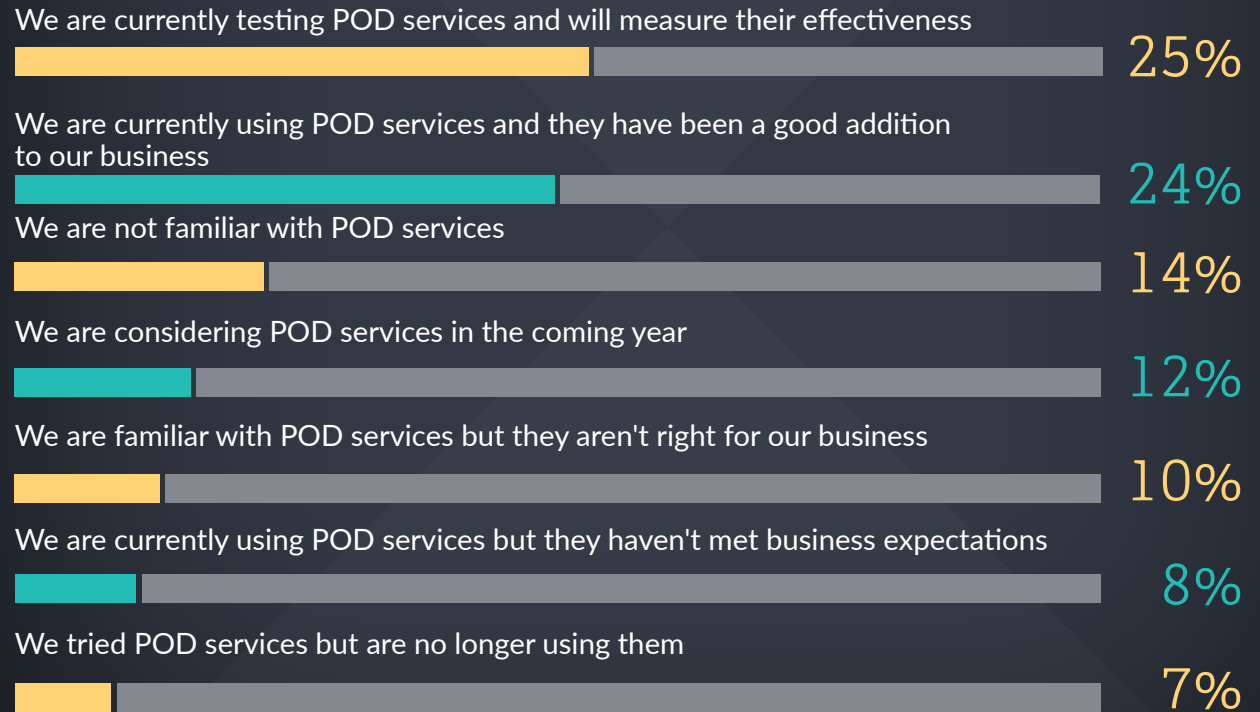 We are currently testing POD services and will measure their effectiveness
25%
We are currently using POD services and they have been a good addition
to our business
24%
We are not familiar with POD services
14%
We are considering POD services in the coming year
12%
We are familiar with POD services but they aren't right for our business
10%
We are currently using POD services but they haven't met business expectations
8%
We tried POD services but are no longer using them
7%